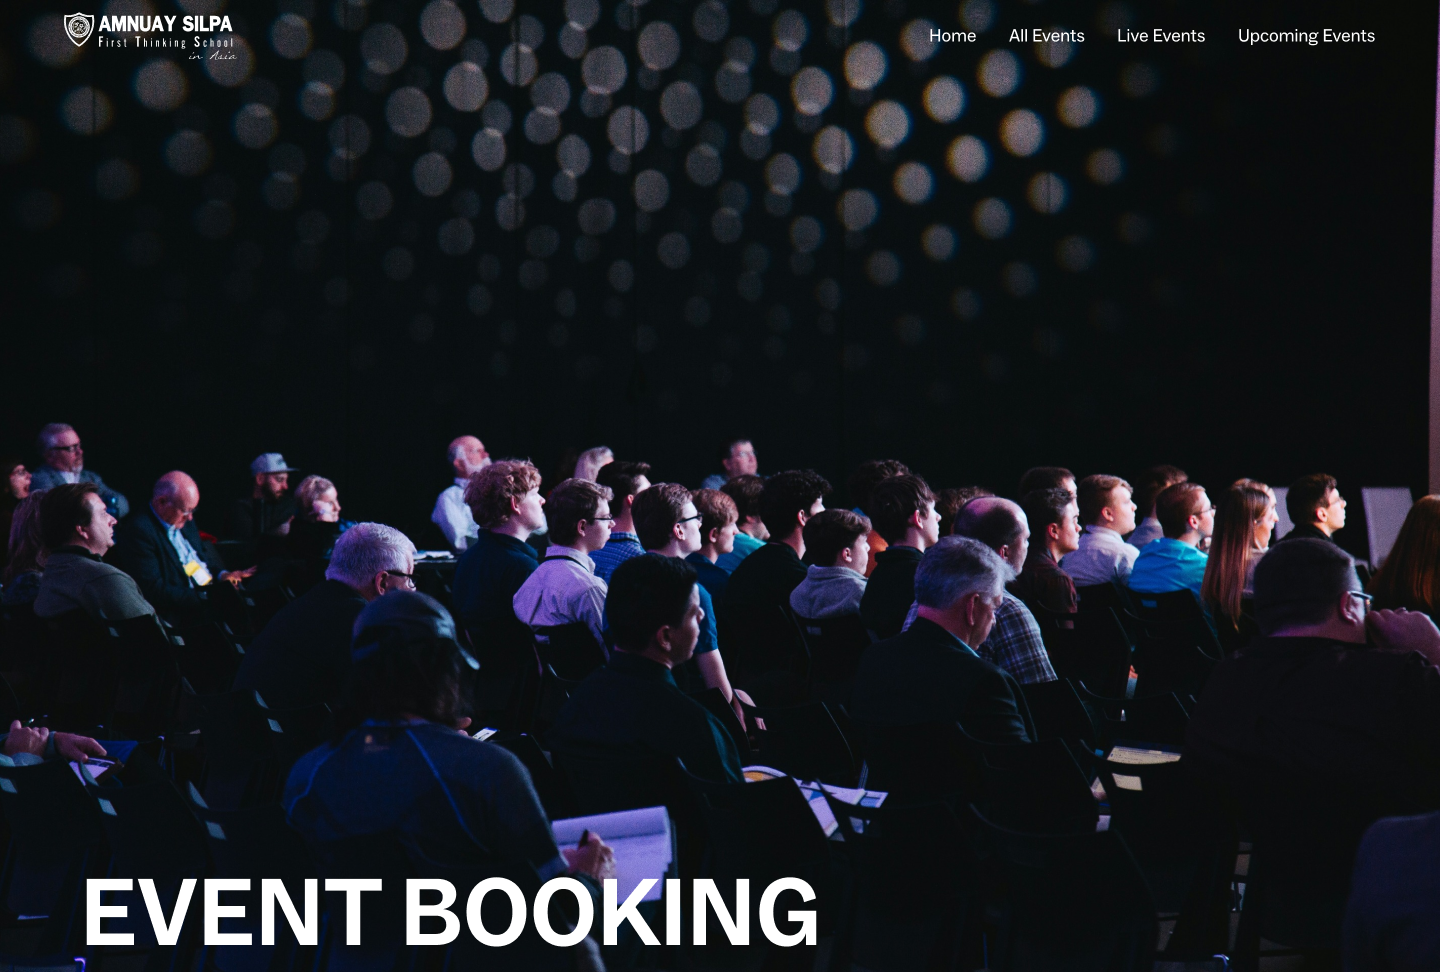 AMNUAY SILPA
First Thinking School
in Asia
Home All Events Live Events Upcoming Events
EVENT BOOKING